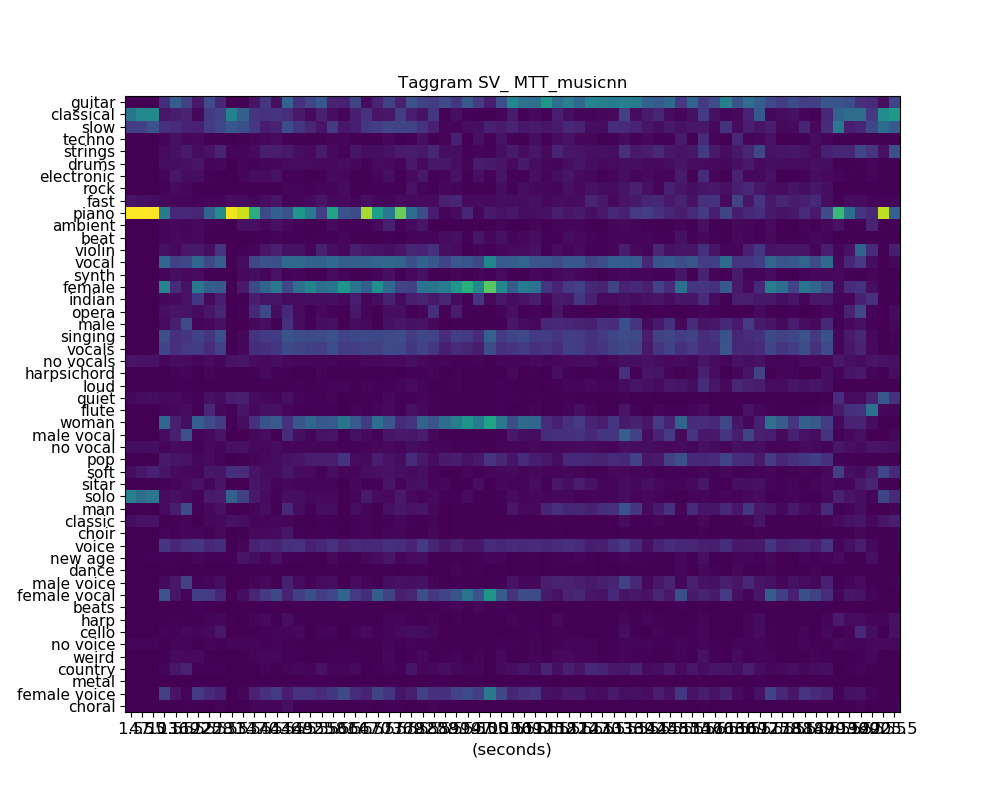 Taggram SV_ MTT_musicnn
guitar
classical
slow
techno
strings
drums
electronic
rock
fast
piano
ambient
beat
violin
vocal
synth
female
indian
opera
male
singing
vocals
no vocals
harpsichord
loud
quiet
flute
woman
male vocal
no vocal
pop
soft
sitar
solo
man
classic
choir
voice
new age
dance
male voice
female vocal
beats
harp
cello
no voice
weird
country
metal
female voice
choral
(seconds)